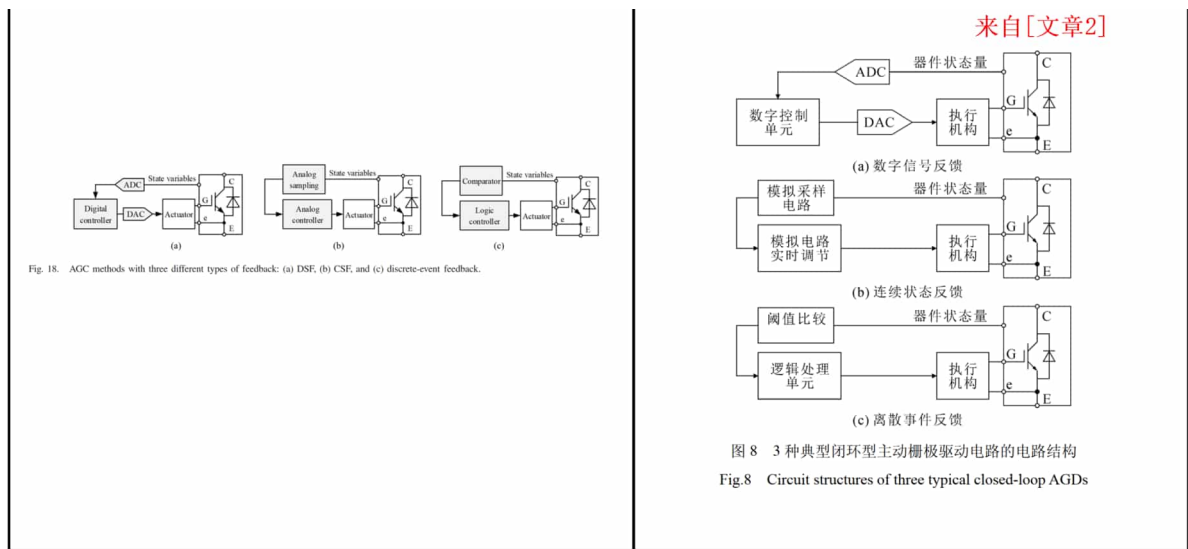 ADC
State variables
C
Digital
controller
DAC
Actuator
G
e
E
(a)
Analog
sampling
State variables
C
Analog
controller
Actuator
G
e
E
(b)
Comparator
State variables
C
Logic
controller
Actuator
G
e
E
(c)
Fig. 18. AGC methods with three different types of feedback: (a) DSF, (b) CSF, and (c) discrete-event feedback.
来自[文章2]
ADC
器件状态量
C
数字控制
单元
DAC
执行
机构
G
e
E
(a) 数字信号反馈
模拟采样
电路
器件状态量
C
模拟电路
实时调节
执行
机构
G
e
E
(b) 连续状态反馈
阈值比较
器件状态量
C
逻辑处理
单元
执行
机构
G
e
E
(c) 离散事件反馈
图 8 3 种典型闭环型主动栅极驱动电路的电路结构
Fig.8 Circuit structures of three typical closed-loop AGDs